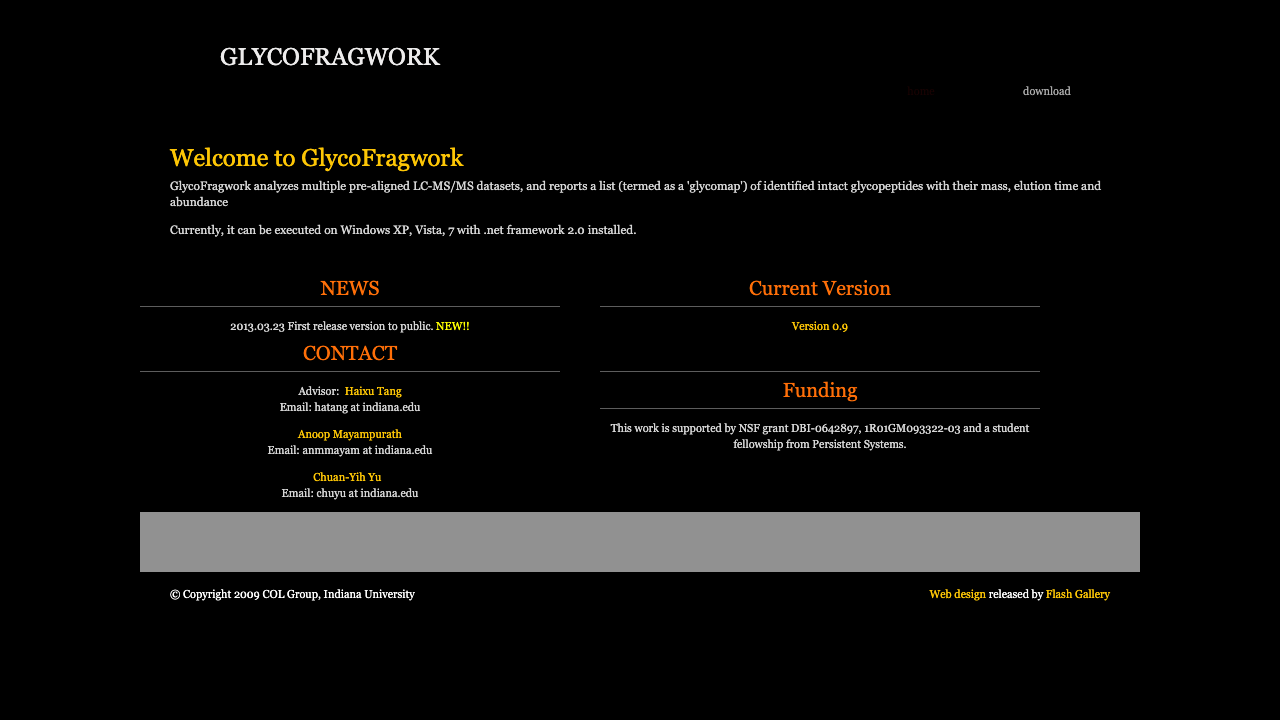 GLYCOFRAGWORK
home
download
Welcome to GlycoFragwork
GlycoFragwork analyzes multiple pre-aligned LC-MS/MS datasets, and reports a list (termed as a 'glycomap') of identified intact glycopeptides with their mass, elution time and
abundance
Currently, it can be executed on Windows XP, Vista, 7 with .net framework 2.0 installed.
NEWS
2013.03.23 First release version to public. NEW!!
CONTACT
Advisor: Haixu Tang
Email: hatang at indiana.edu
Anoop Mayampurath
Email: anmmayam at indiana.edu
Chuan-Yih Yu
Email: chuyu at indiana.edu
Current Version
Version 0.9
Funding
This work is supported by NSF grant DBI-0642897, 1R01GM093322-03 and a student
fellowship from Persistent Systems.
© Copyright 2009 COL Group, Indiana University
Web design released by Flash Gallery